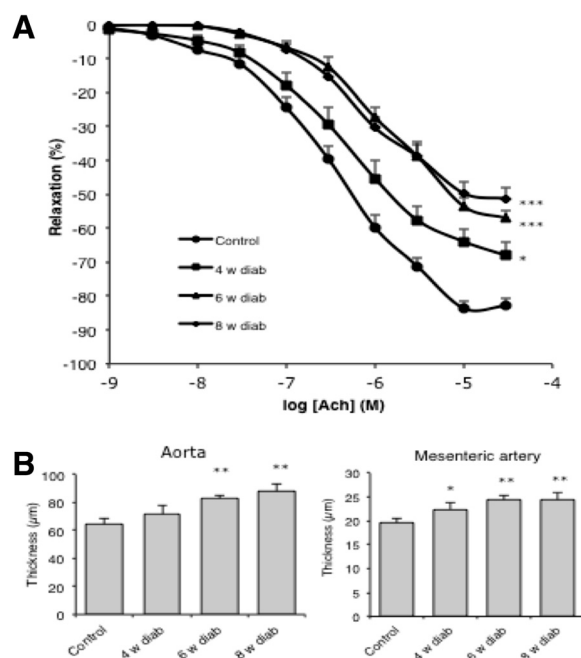 A
0
-10
-20
-30
-40
-50
-60
-70
-80
-90
-100
Relaxation (%)
Control
4 w diab
6 w diab
8 w diab
***
***
*
-9 -8 -7 -6 -5 -4
log [Ach] (M)
B
Aorta
100
80
60
40
20
0
Thickness (µm)
** **
Control 4 w diab 6 w diab 8 w diab
Mesenteric artery
30
25
20
15
10
5
0
Thickness (µm)
* ** **
Control 4 w diab 6 w diab 8 w diab